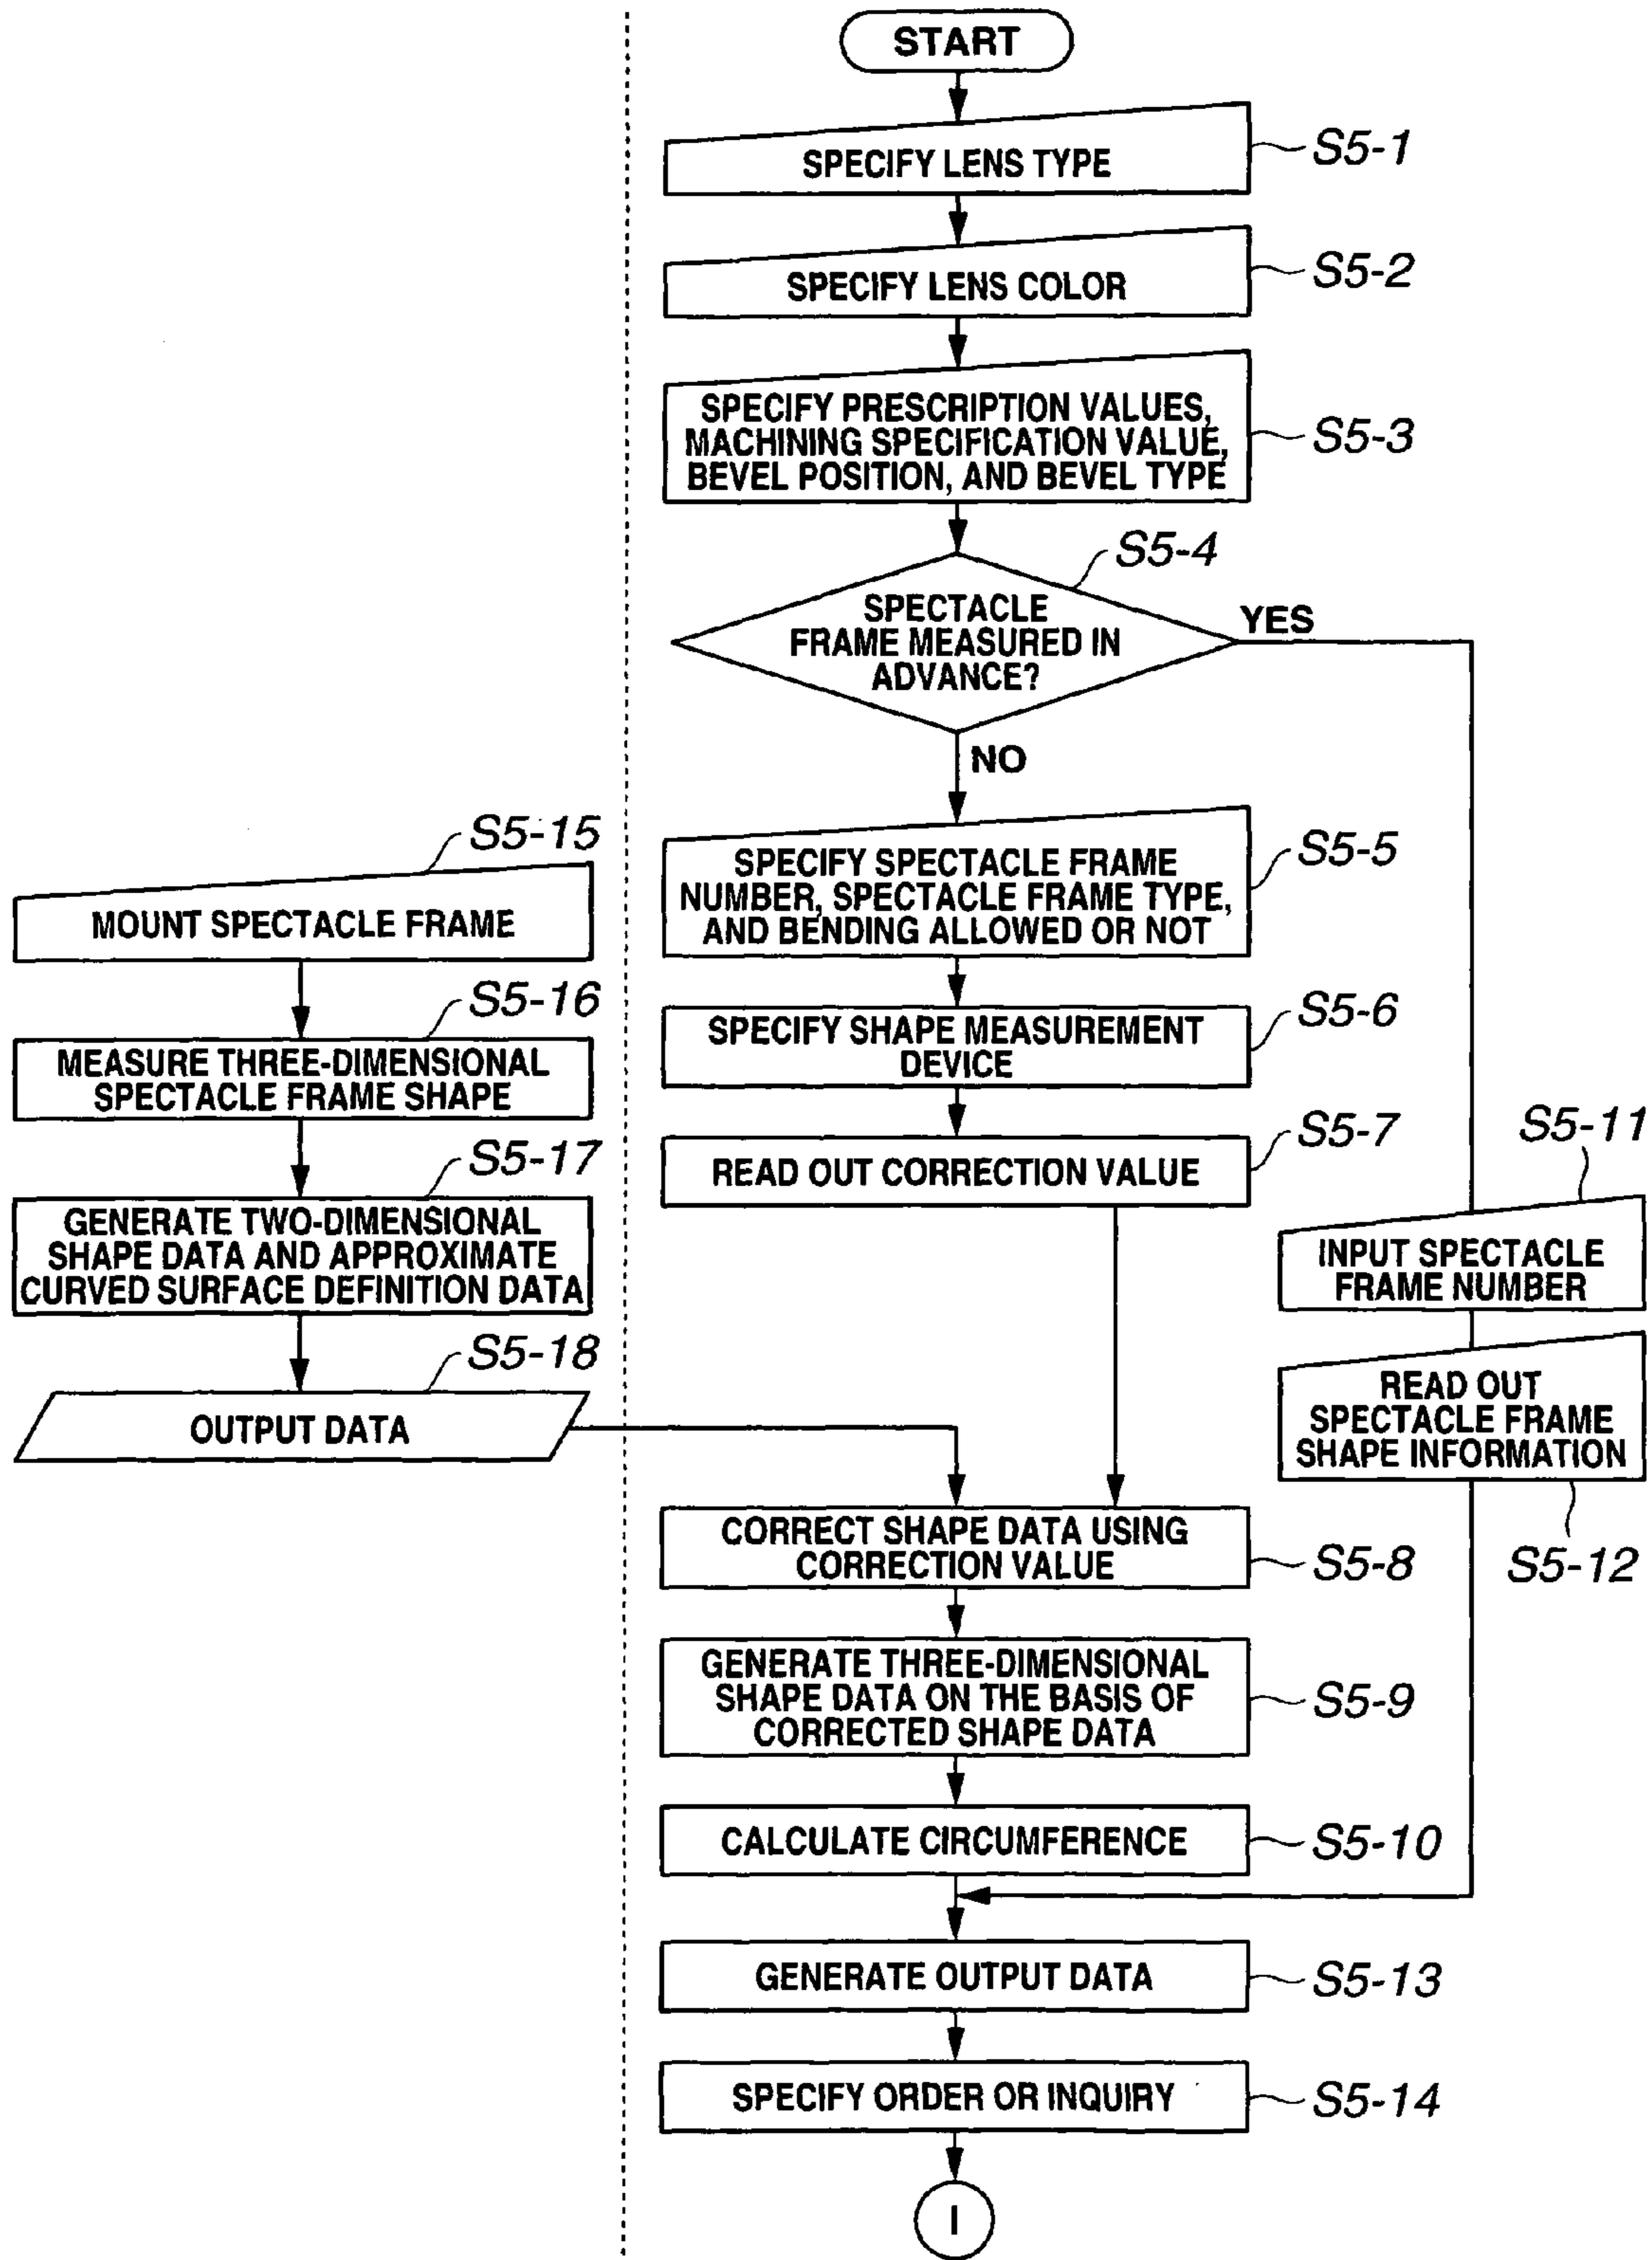 START
SPECIFY LENS TYPE
S5-1
SPECIFY LENS COLOR
S5-2
SPECIFY PRESCRIPTION VALUES,
MACHINING SPECIFICATION VALUE,
BEVEL POSITION, AND BEVEL TYPE
S5-3
S5-4
SPECTACLE
FRAME MEASURED IN
ADVANCE?
YES
NO
SPECIFY SPECTACLE FRAME
NUMBER, SPECTACLE FRAME TYPE,
AND BENDING ALLOWED OR NOT
S5-5
SPECIFY SHAPE MEASUREMENT
DEVICE
S5-6
READ OUT CORRECTION VALUE
S5-7
S5-11
INPUT SPECTACLE
FRAME NUMBER
READ OUT
SPECTACLE FRAME
SHAPE INFORMATION
S5-12
S5-15
MOUNT SPECTACLE FRAME
S5-16
MEASURE THREE-DIMENSIONAL
SPECTACLE FRAME SHAPE
S5-17
GENERATE TWO-DIMENSIONAL
SHAPE DATA AND APPROXIMATE
CURVED SURFACE DEFINITION DATA
S5-18
OUTPUT DATA
CORRECT SHAPE DATA USING
CORRECTION VALUE
S5-8
GENERATE THREE-DIMENSIONAL
SHAPE DATA ON THE BASIS OF
CORRECTED SHAPE DATA
S5-9
CALCULATE CIRCUMFERENCE
S5-10
GENERATE OUTPUT DATA
S5-13
SPECIFY ORDER OR INQUIRY
S5-14
I